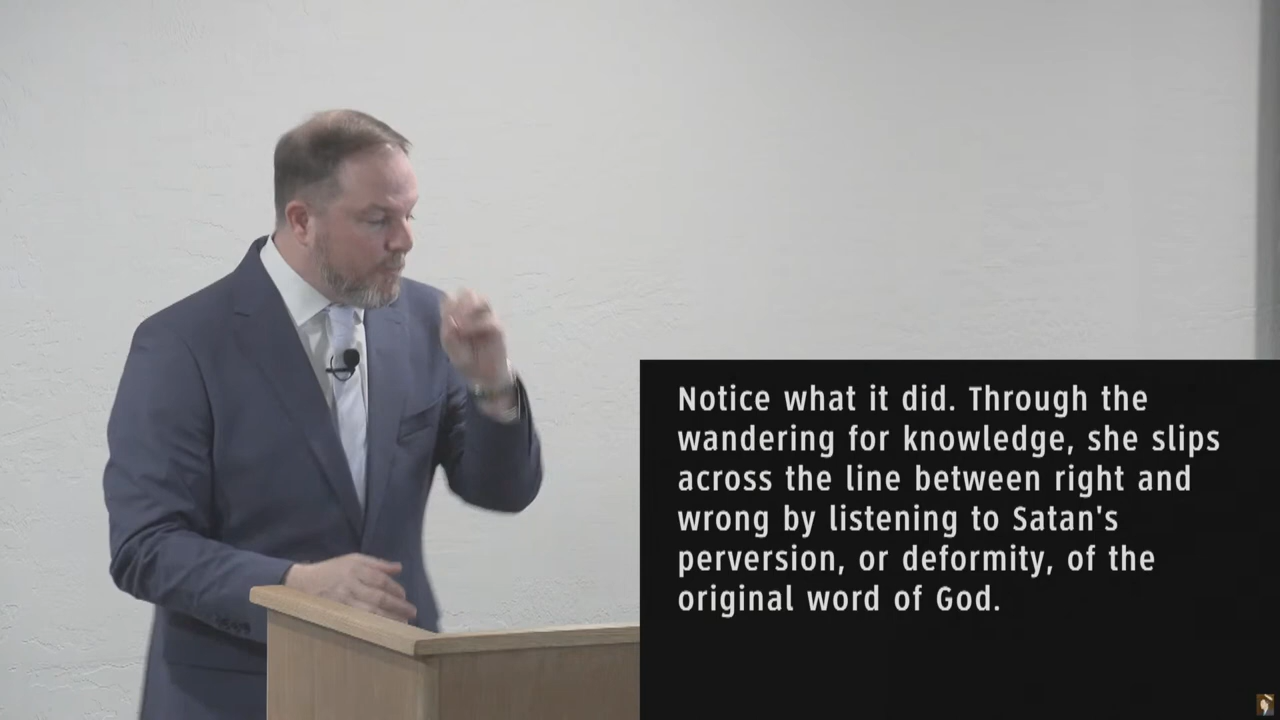 Notice what it did. Through the
wandering for knowledge, she slips
across the line between right and
wrong by listening to Satan's
perversion, or deformity, of the
original word of God.